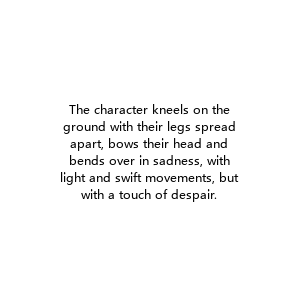 The character kneels on the
ground with their legs spread
apart, bows their head and
bends over in sadness, with
light and swift movements, but
with a touch of despair.